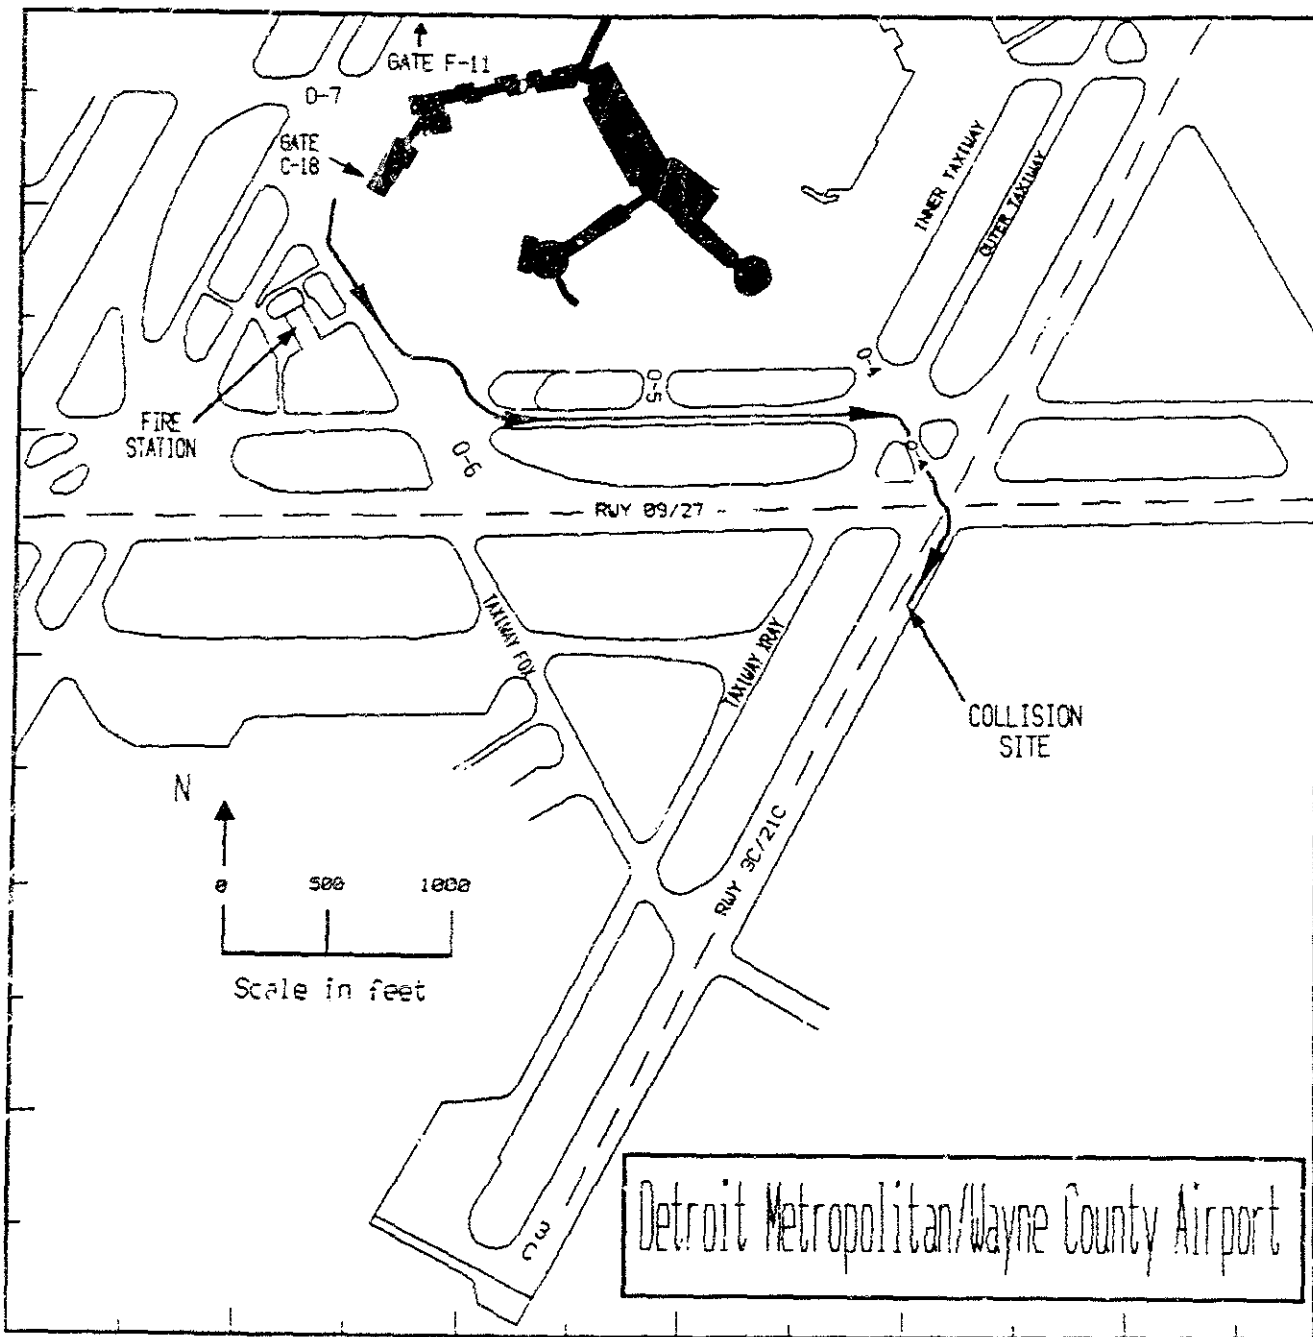 GATE F-11
O-7
GATE
C-18
INNER TAXIWAY
OUTER TAXIWAY
O-4
O-5
FIRE
STATION
O-6
O-4
RWY 09/27
TAXIWAY FOX
TAXIWAY XRAY
COLLISION
SITE
N
RWY 3C/21C
0 500 1000
Scale in feet
3C
Detroit Metropolitan/Wayne County Airport